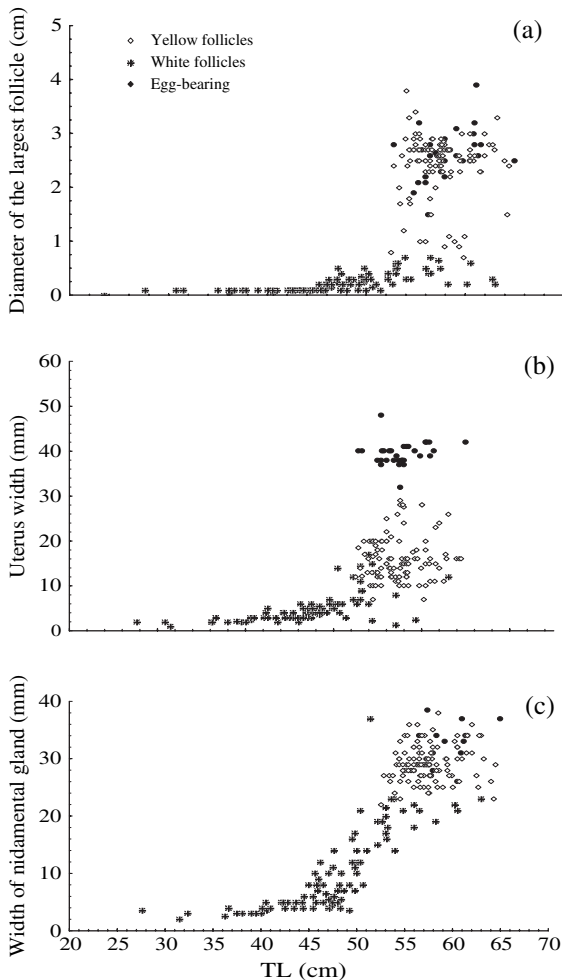 (a)
Diameter of the largest follicle (cm)
5
4
3
2
1
0
Yellow follicles
White follicles
Egg-bearing
(b)
Uterus width (mm)
60
50
40
30
20
10
0
(c)
Width of nidamental gland (mm)
40
30
20
10
0
20 25 30 35 40 45 50 55 60 65 70
TL (cm)